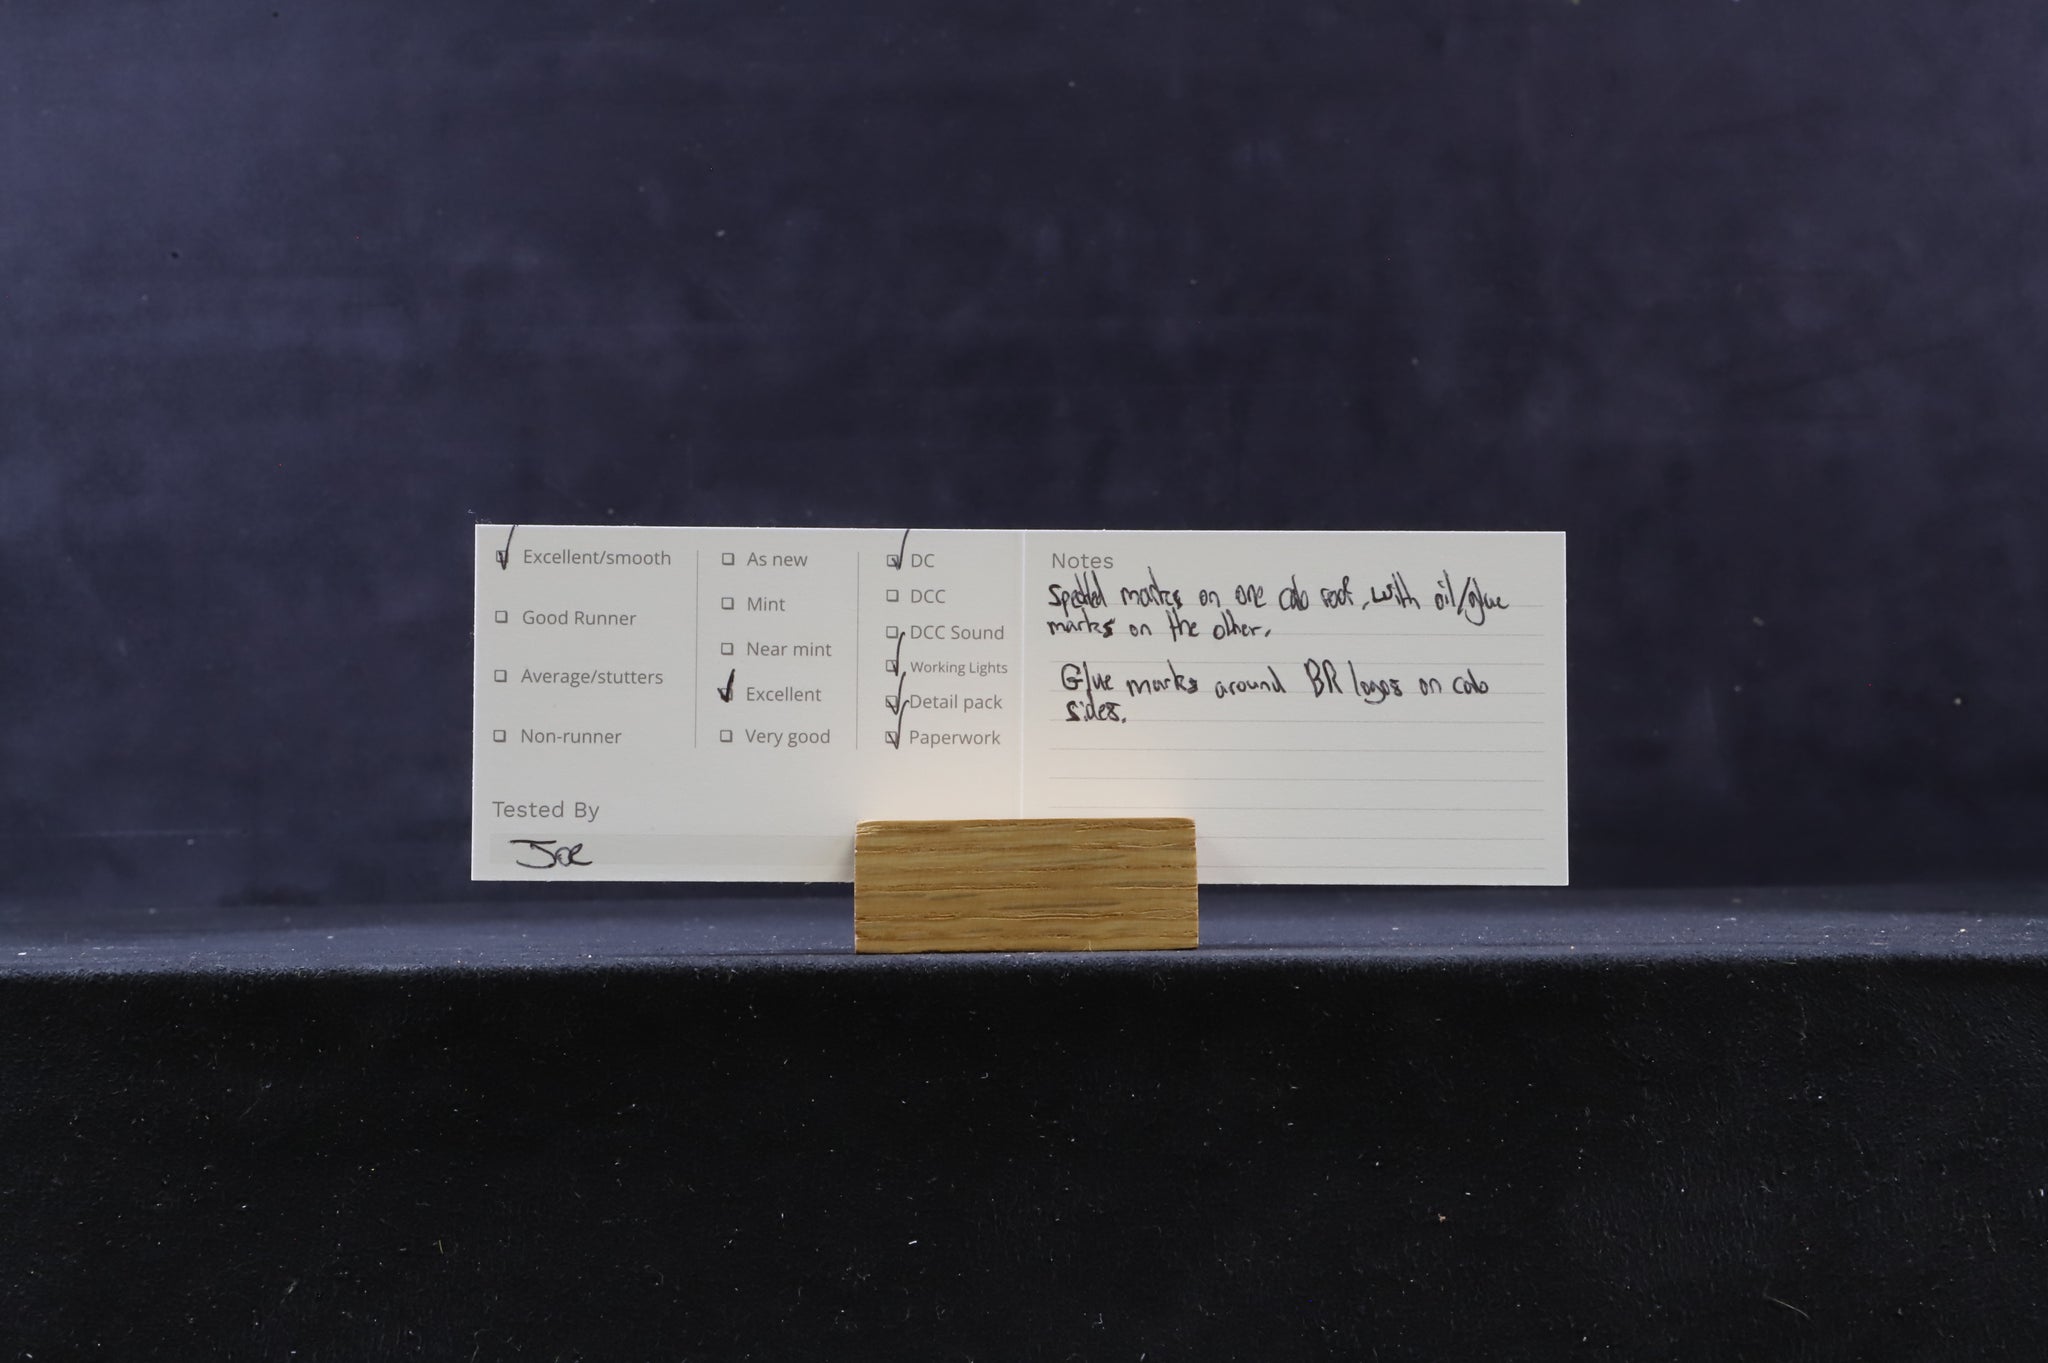 Excellent/smooth
Good Runner
Average/stutters
Non-runner
As new
Mint
Near mint
Excellent
Very good
DC
DCC
DCC Sound
Working Lights
Detail pack
Paperwork
Tested By
Joe
Notes
marks on one cab roof, with oil/glue
marks on the other.
Glue marks around BR logos on cab
sides.